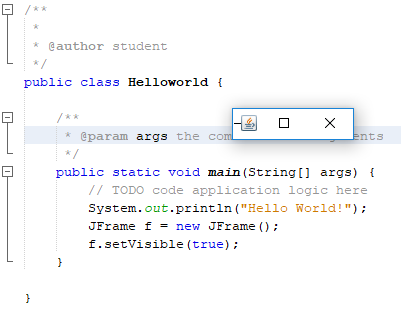 /**
*
* @author student
*/
public class Helloworld {
/**
* @param args the com ents
*/
public static void main(String[] args) {
// TODO code application logic here
System.out.println("Hello World!");
JFrame f = new JFrame();
f.setVisible(true);
}
}